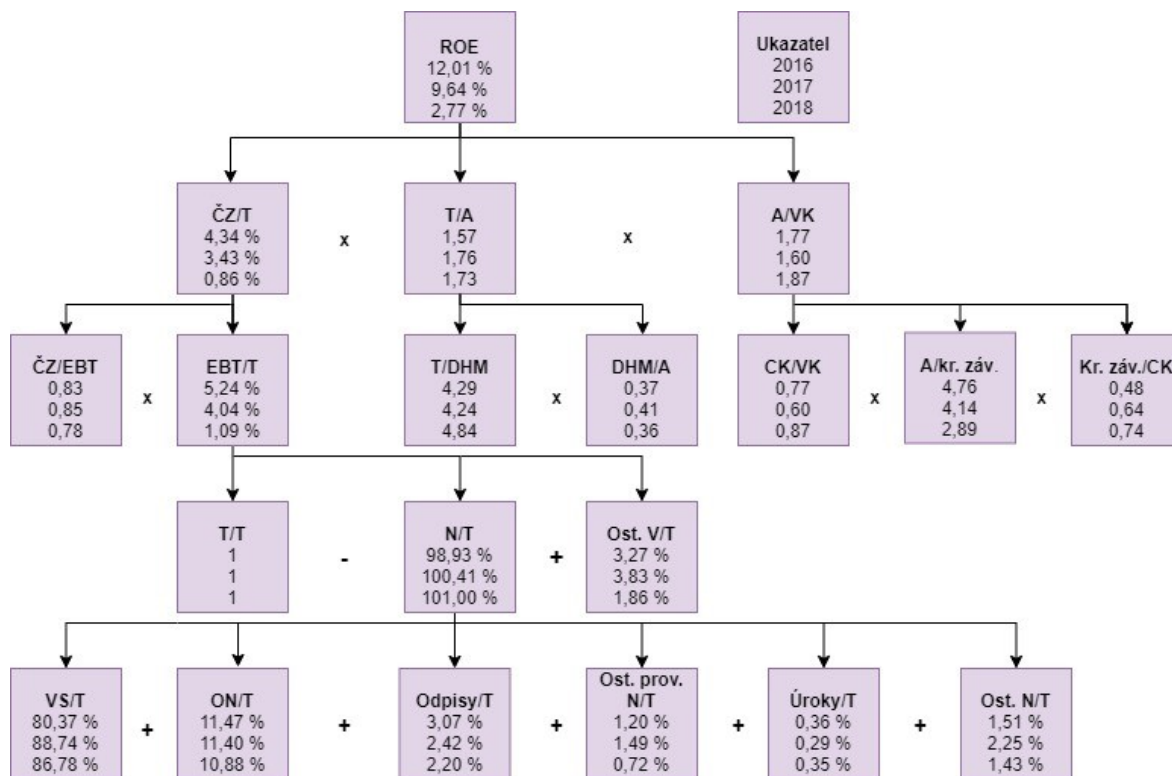 ROE
12,01 %
9,64 %
2,77 %
Ukazatel
2016
2017
2018
ČZ/T
4,34 %
3,43 %
0,86 %
x
T/A
1,57
1,76
1,73
x
A/VK
1,77
1,60
1,87
ČZ/EBT
0,83
0,85
0,78
x
EBT/T
5,24 %
4,04 %
1,09 %
T/DHM
4,29
4,24
4,84
x
DHM/A
0,37
0,41
0,36
CK/VK
0,77
0,60
0,87
x
A/kr. záv.
4,76
4,14
2,89
x
Kr. záv./CK
0,48
0,64
0,74
T/T
1
1
1
-
N/T
98,93 %
100,41 %
101,00 %
+
Ost. V/T
3,27 %
3,83 %
1,86 %
VS/T
80,37 %
88,74 %
86,78 %
+
ON/T
11,47 %
11,40 %
10,88 %
+
Odpisy/T
3,07 %
2,42 %
2,20 %
+
Ost. prov.
N/T
1,20 %
1,49 %
0,72 %
+
Úroky/T
0,36 %
0,29 %
0,35 %
+
Ost. N/T
1,51 %
2,25 %
1,43 %